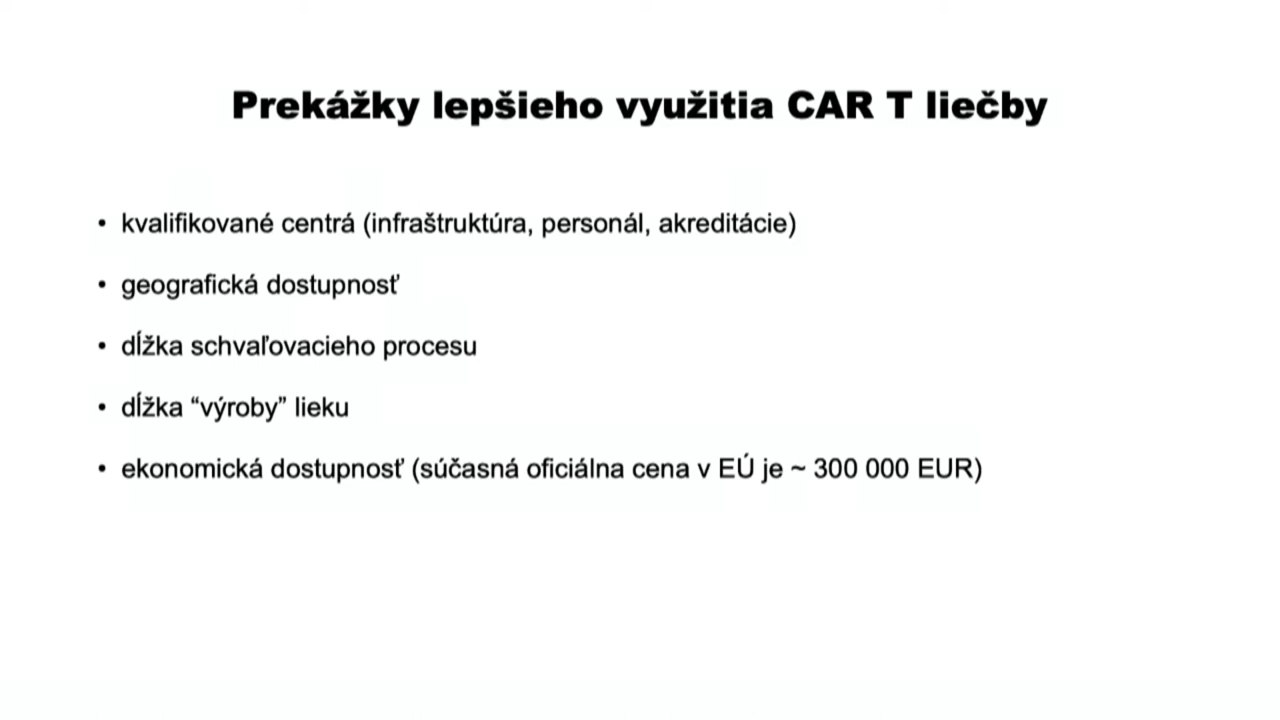 Prekážky lepšieho využitia CAR T liečby
• kvalifikované centrá (infraštruktúra, personál, akreditácie)
• geografická dostupnosť
• dĺžka schvaľovacieho procesu
• dĺžka “výroby” lieku
• ekonomická dostupnosť (súčasná oficiálna cena v EÚ je ~ 300 000 EUR)